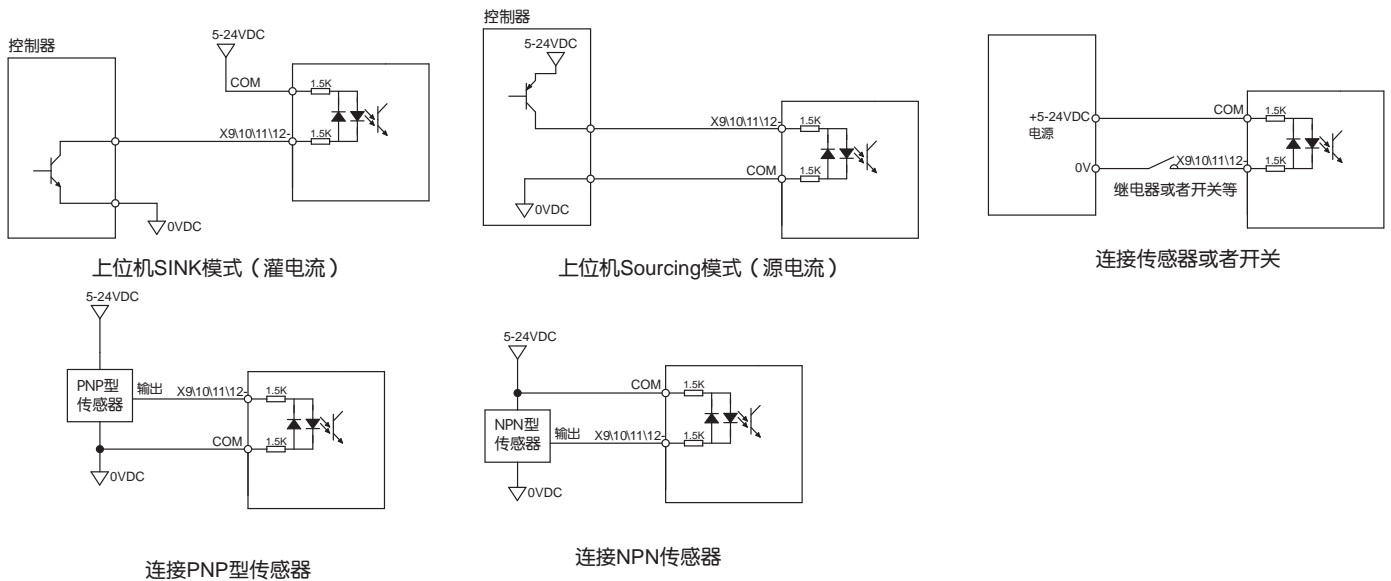 控制器
5-24VDC
COM
1.5K
X9\10\11\12-
1.5K
0VDC
上位机SINK模式（灌电流）
控制器
5-24VDC
X9\10\11\12-
1.5K
COM
1.5K
0VDC
上位机Sourcing模式（源电流）
+5-24VDC
电源
COM
1.5K
0V
X9\10\11\12-
1.5K
继电器或者开关等
连接传感器或者开关
5-24VDC
PNP型
传感器
输出
X9\10\11\12-
1.5K
COM
1.5K
0VDC
连接PNP型传感器
5-24VDC
COM
1.5K
NPN型
传感器
输出
X9\10\11\12-
1.5K
0VDC
连接NPN传感器